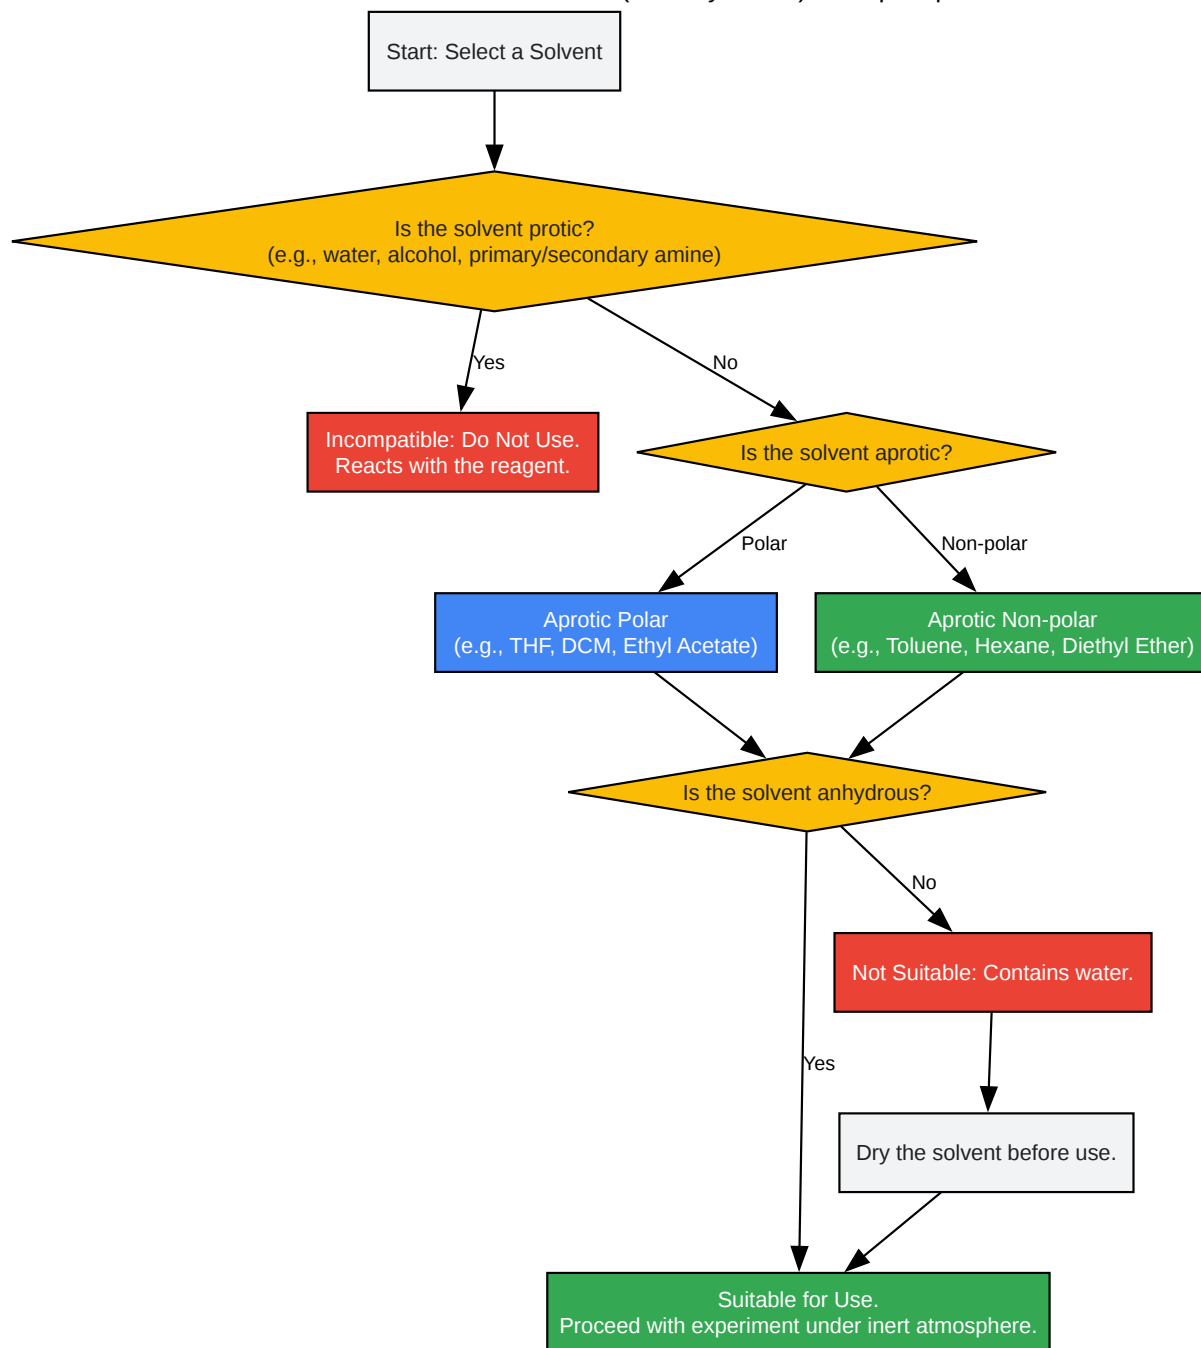 Start: Select a Solvent
Is the solvent protic?
(e.g., water, alcohol, primary/secondary amine)
Yes
No
Incompatible: Do Not Use.
Reacts with the reagent.
Is the solvent aprotic?
Polar
Non-polar
Aprotic Polar
(e.g., THF, DCM, Ethyl Acetate)
Aprotic Non-polar
(e.g., Toluene, Hexane, Diethyl Ether)
Is the solvent anhydrous?
No
Not Suitable: Contains water.
Yes
Dry the solvent before use.
Suitable for Use.
Proceed with experiment under inert atmosphere.